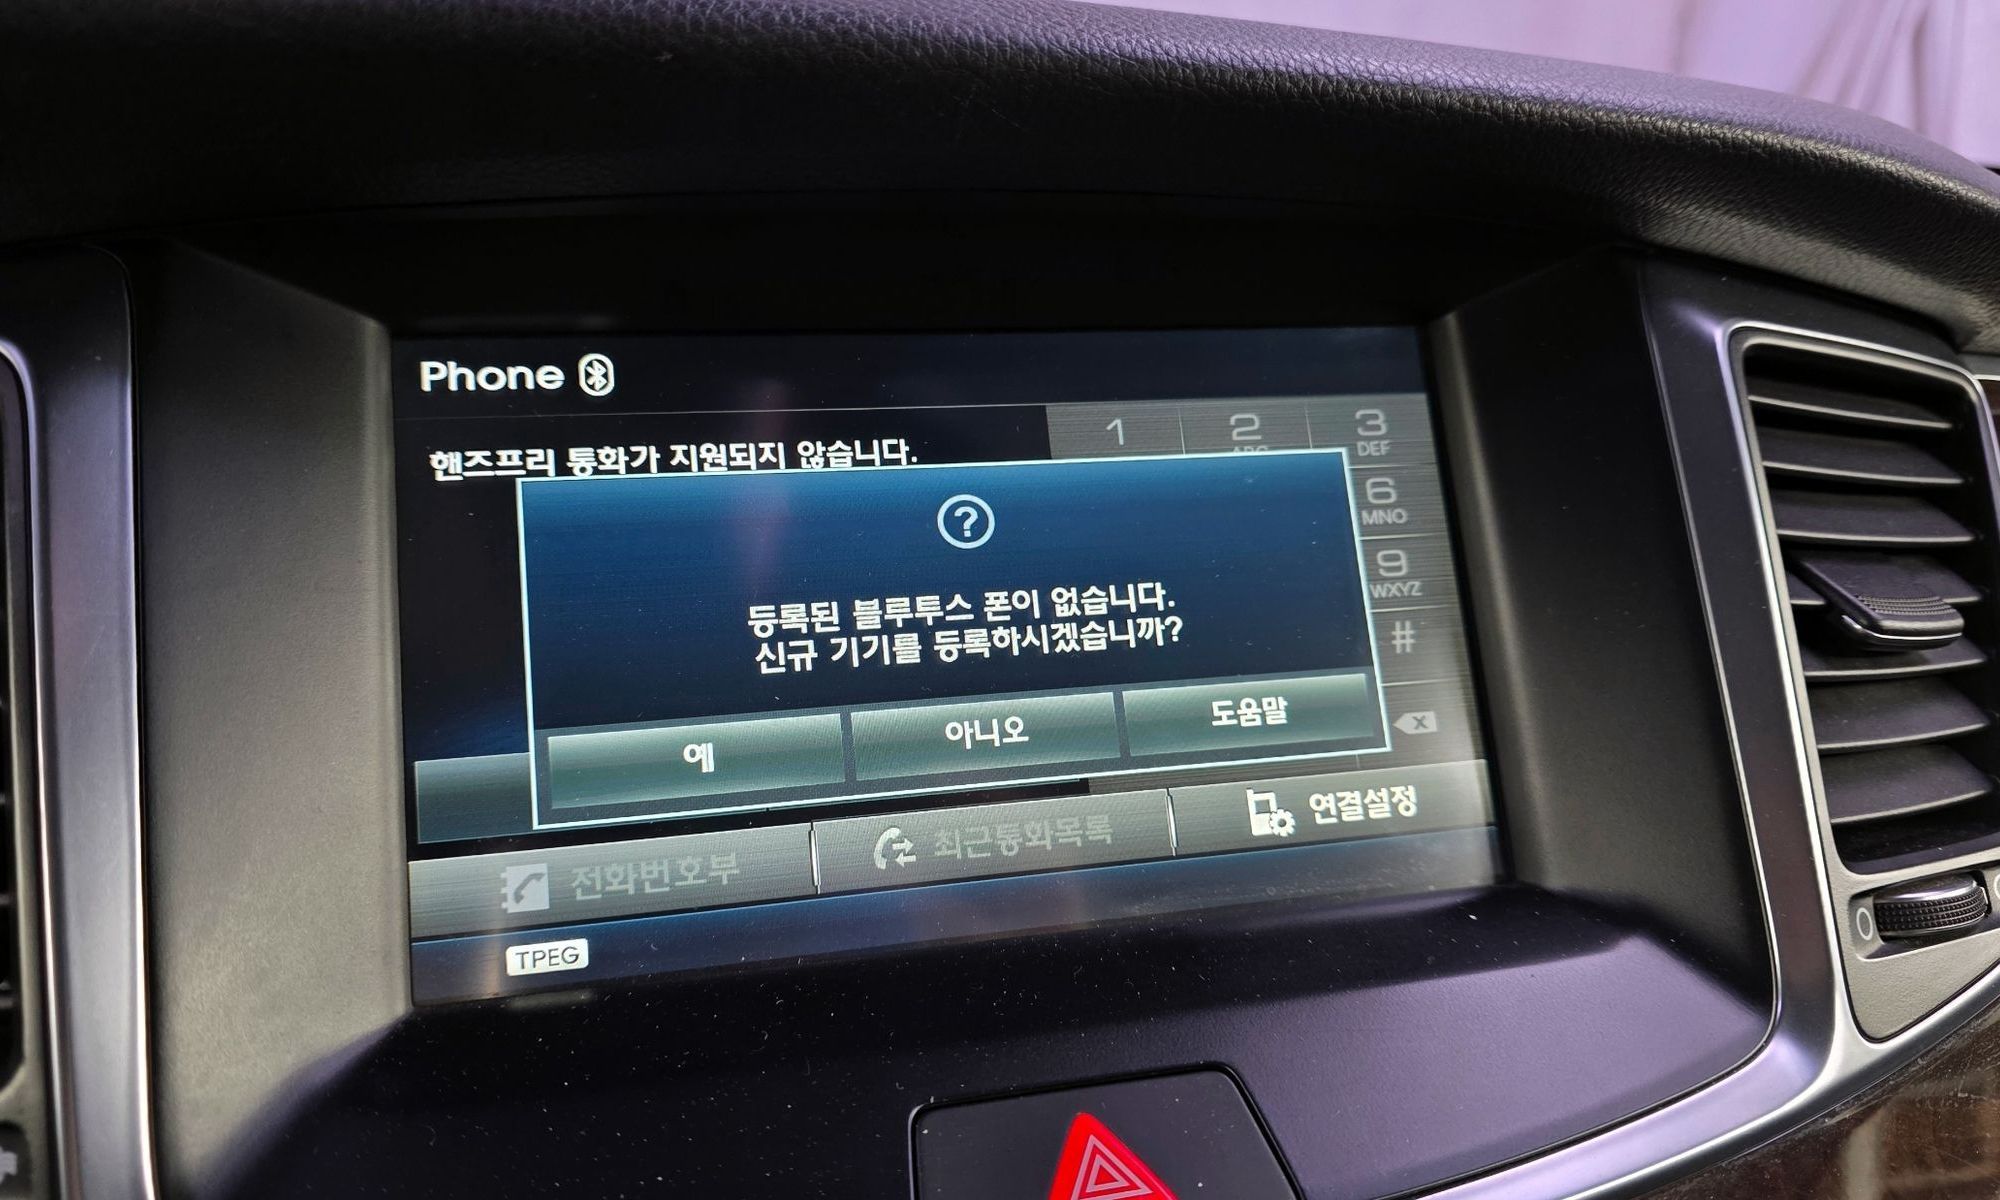 Phone
핸즈프리 통화가 지원되지 않습니다.
1
2
ABC
3
DEF
6
MNO
9
WXYZ
#
?
등록된 블루투스 폰이 없습니다.
신규 기기를 등록하시겠습니까?
예
아니오
도움말
전화번호부
최근통화목록
연결설정
TPEG